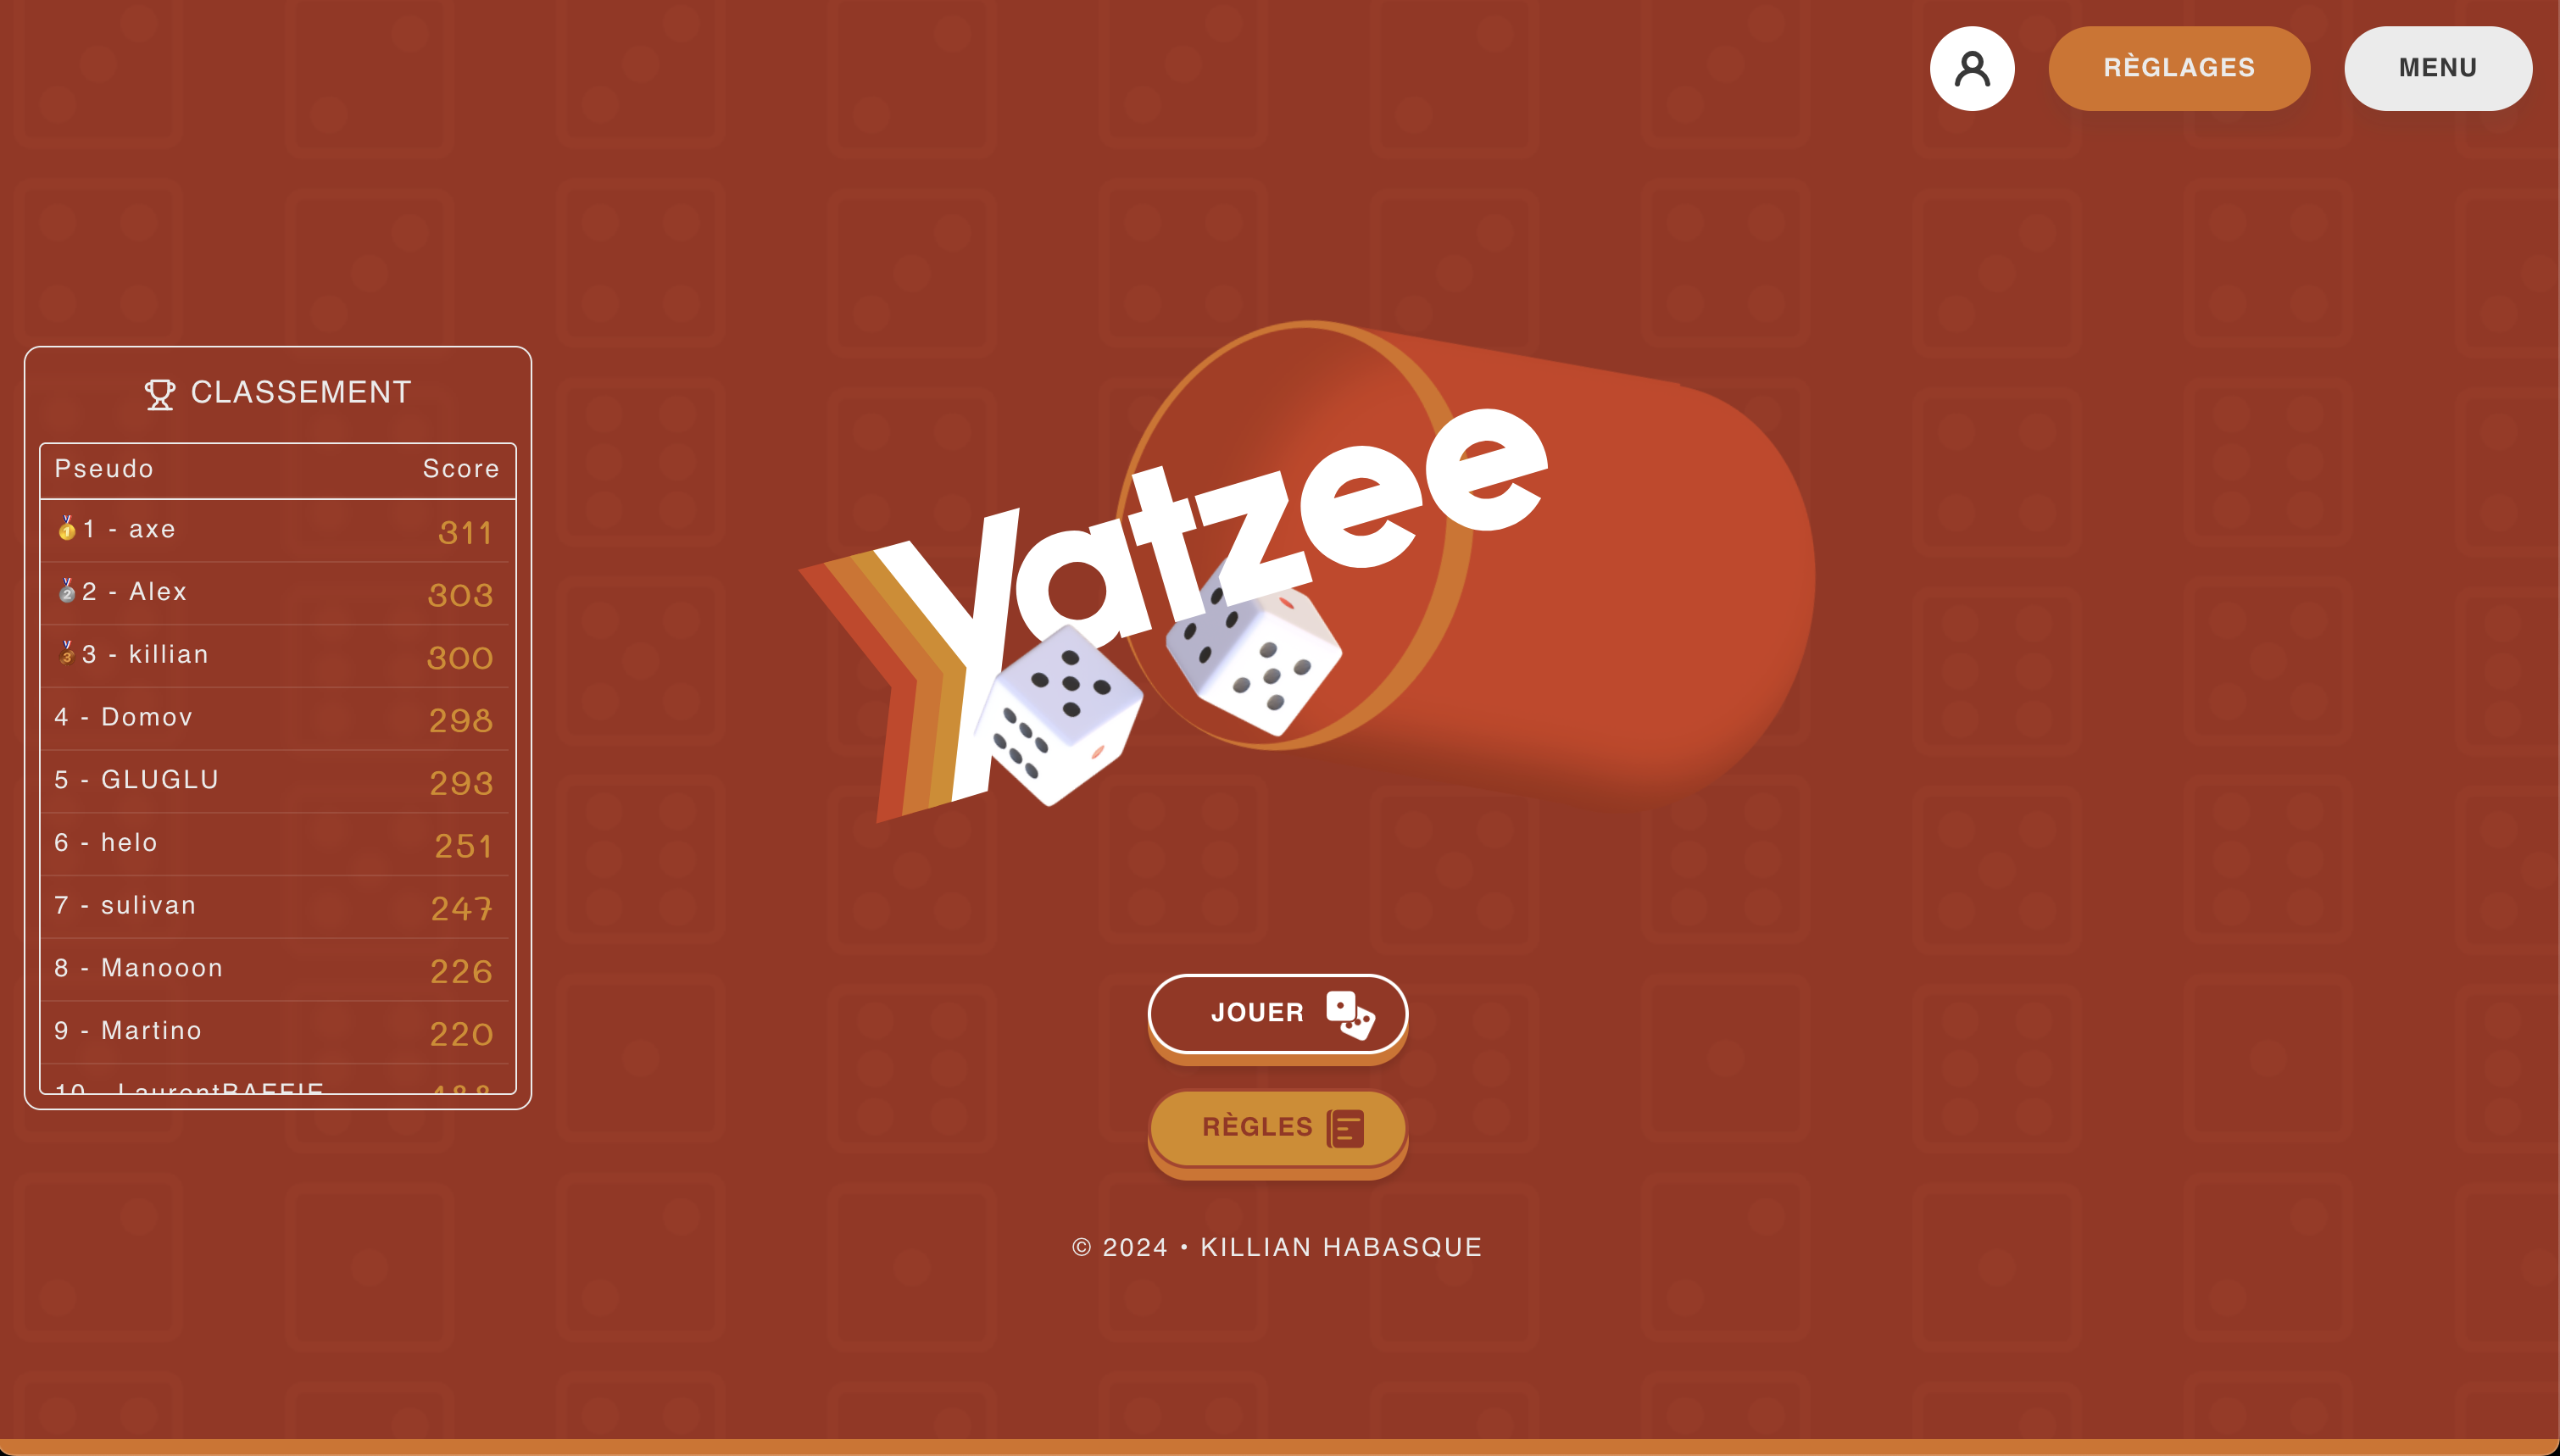 RÈGLAGES
MENU
CLASSEMENT
Pseudo Score
1 - axe 311
2 - Alex 303
3 - killian 300
4 - Domov 298
5 - GLUGLU 293
6 - helo 251
7 - sulivan 247
8 - Manooon 226
9 - Martino 220
10 - LaurentBAFFIE
Yatzee
JOUER
RÈGLES
© 2024 • KILLIAN HABASQUE